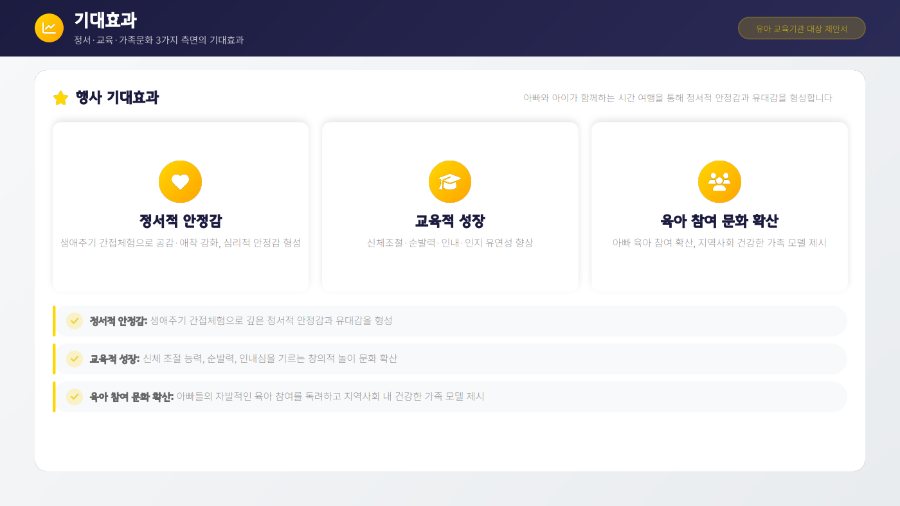 기대효과
정서·교육·가족문화 3가지 측면의 기대효과
유아 교육기관 대상 제안서
행사 기대효과
아빠와 아이가 함께하는 시간 여행을 통해 정서적 안정감과 유대감을 형성합니다
정서적 안정감
생애주기 간접체험으로 공감·애착 강화, 심리적 안정감 형성
교육적 성장
신체조절·순발력·인내·인지 유연성 향상
육아 참여 문화 확산
아빠 육아 참여 확산, 지역사회 건강한 가족 모델 제시
정서적 안정감: 생애주기 간접체험으로 깊은 정서적 안정감과 유대감을 형성
교육적 성장: 신체 조절 능력, 순발력, 인내심을 기르는 창의적 놀이 문화 확산
육아 참여 문화 확산: 아빠들의 자발적인 육아 참여를 독려하고 지역사회 내 건강한 가족 모델 제시